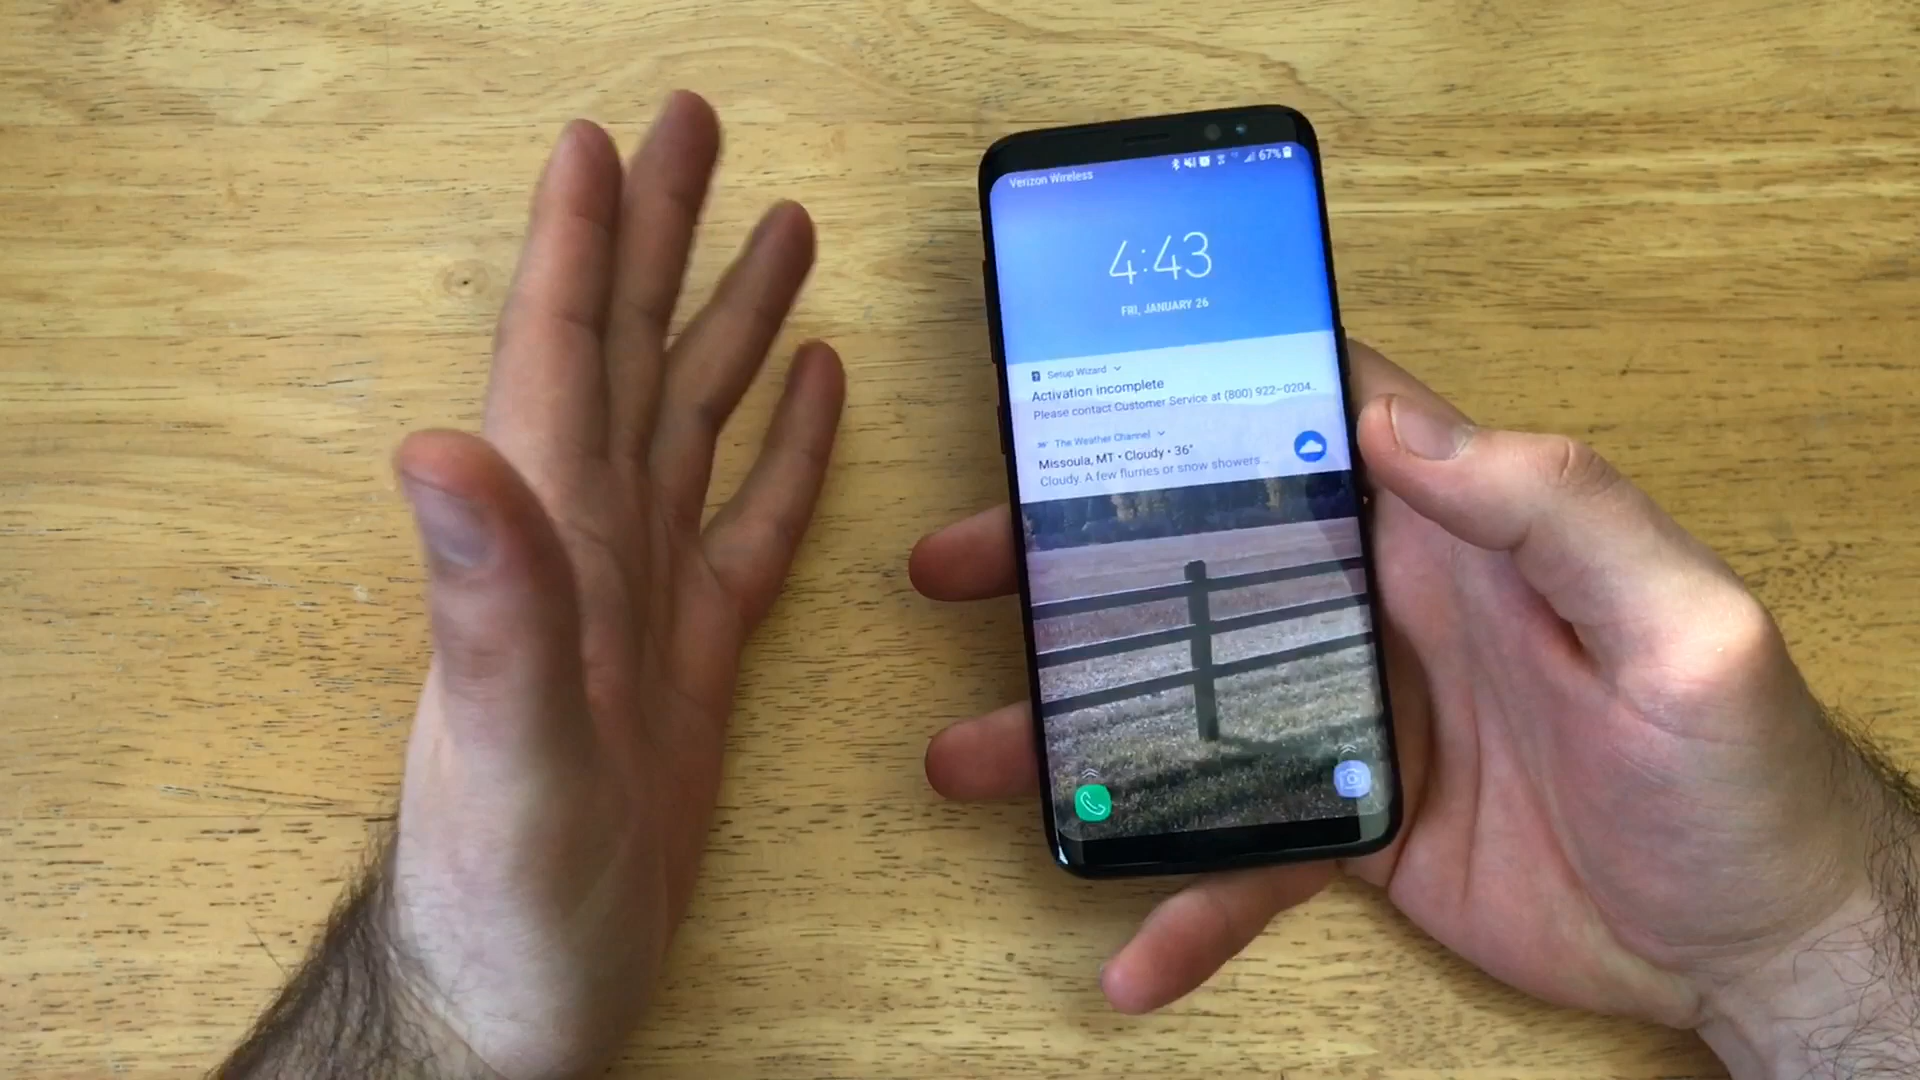 Verizon Wireless
67%
4:43
FRI, JANUARY 26
Setup Wizard
Activation incomplete
Please contact Customer Service at (800) 922-0204..
36°
The Weather Channel
Missoula, MT • Cloudy • 36°
Cloudy. A few flurries or snow showers...